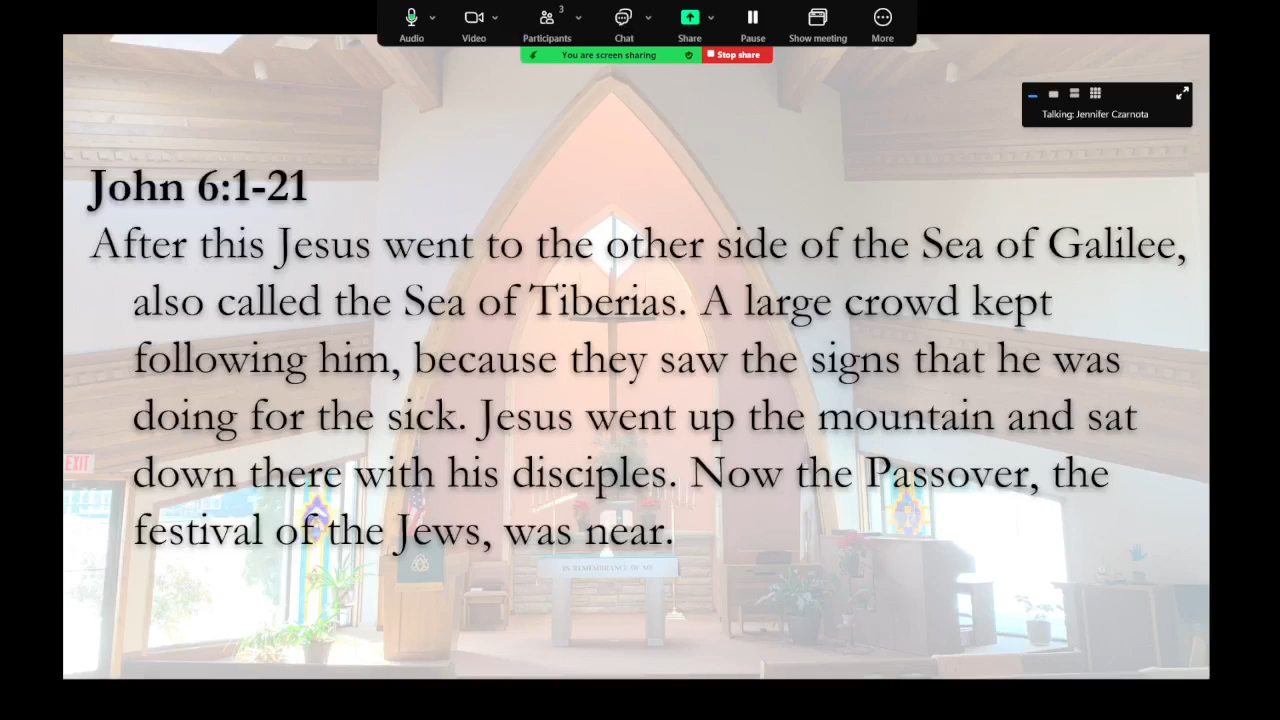 3
Audio Video Participants Chat Share Pause Show meeting More
You are screen sharing Stop share
Talking: Jennifer Czarnota
John 6:1-21
After this Jesus went to the other side of the Sea of Galilee,
also called the Sea of Tiberias. A large crowd kept
following him, because they saw the signs that he was
doing for the sick. Jesus went up the mountain and sat
down there with his disciples. Now the Passover, the
festival of the Jews, was near.
EXIT
IN REMEMBRANCE OF ME